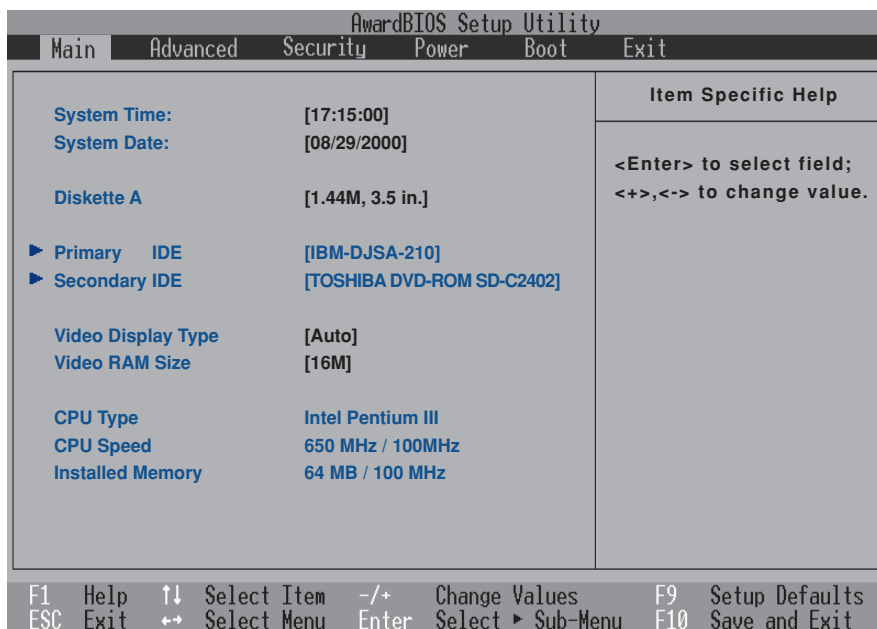 AwardBIOS Setup Utility
Main Advanced Security Power Boot Exit
System Time: [17:15:00]
System Date: [08/29/2000]
Diskette A [1.44M, 3.5 in.]
Primary IDE [IBM-DJSA-210]
Secondary IDE [TOSHIBA DVD-ROM SD-C2402]
Video Display Type [Auto]
Video RAM Size [16M]
CPU Type Intel Pentium III
CPU Speed 650 MHz / 100MHz
Installed Memory 64 MB / 100 MHz
Item Specific Help
<Enter> to select field;
<+>,<-> to change value.
F1 Help ↑↓ Select Item -/+ Change Values F9 Setup Defaults
ESC Exit ←→ Select Menu Enter Select ▶ Sub-Menu F10 Save and Exit